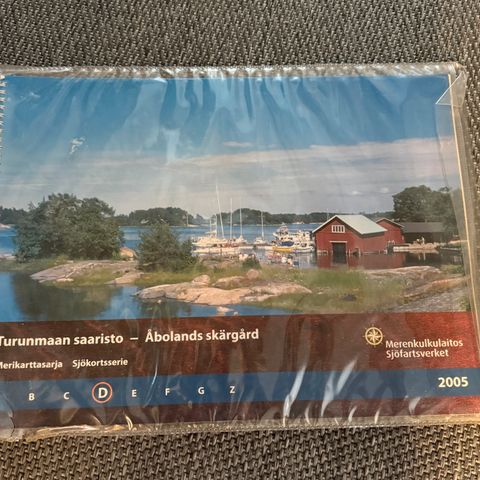 Turunmaan saaristo – Åbolands skärgård
Merikarttasarja Sjökortsserie
Merenkulkulaitos
Sjöfartsverket
B C D E F G Z
2005